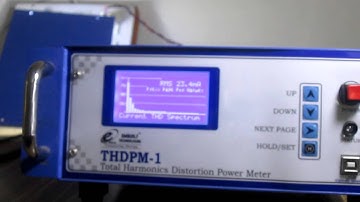 RMS 23.4mA
Current THD Spectrum
UP
DOWN
NEXT PAGE
HOLD/SET
THDPM-1
Total Harmonics Distortion Power Meter